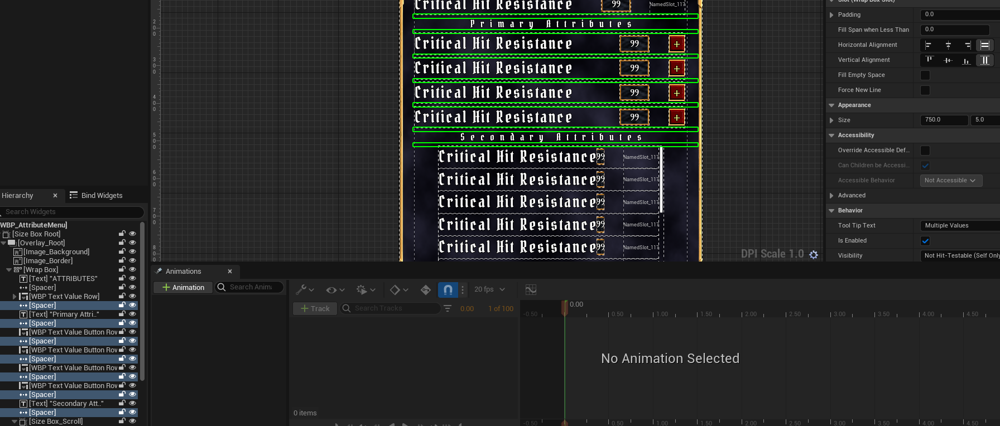 Critical Hit Resistance 99 NamedSlot_117
Primary Attributes
Critical Hit Resistance 99 +
Critical Hit Resistance 99 +
Critical Hit Resistance 99 +
Critical Hit Resistance 99 +
Secondary Attributes
Critical Hit Resistance 99 NamedSlot_117
Critical Hit Resistance 99 NamedSlot_117
Critical Hit Resistance 99 NamedSlot_117
Critical Hit Resistance 99 NamedSlot_117
Critical Hit Resistance 99 NamedSlot_117
DPI Scale 1.0
200
300
400
500
600
700
800
Slot (Wrap Box Slot)
Padding 0.0
Fill Span when Less Than 0.0
Horizontal Alignment
Vertical Alignment
Fill Empty Space
Force New Line
Appearance
Size 750.0 5.0
Accessibility
Override Accessible Def...
Can Children be Accessi...
Accessible Behavior Not Accessible
Advanced
Behavior
Tool Tip Text Multiple Values
Is Enabled
Visibility Not Hit-Testable (Self Only
Hierarchy × Bind Widgets
Search Widgets
WBP_AttributeMenu]
[Size Box Root]
[Overlay_Root]
[Image_Background]
[Image_Border]
[Wrap Box]
[Text] "ATTRIBUTES"
[Spacer]
[WBP Text Value Row]
[Spacer]
[Text] "Primary Attri.."
[Spacer]
[WBP Text Value Button Row
[Spacer]
[WBP Text Value Button Row
[Spacer]
[WBP Text Value Button Row
[Spacer]
[WBP Text Value Button Row
[Spacer]
[Text] "Secondary Att.."
[Spacer]
[Size Box_Scroll]
Animations ×
+ Animation Search Anima
20 fps
+ Track Search Tracks 0.00 1 of 100
0 items
0.00
-0.50 0.50 1.00 1.50 2.00 2.50 3.00 3.50 4.00 4.50
No Animation Selected
-0.50 0.50 1.00 1.50 2.00 2.50 3.00 3.50 4.00 4.50